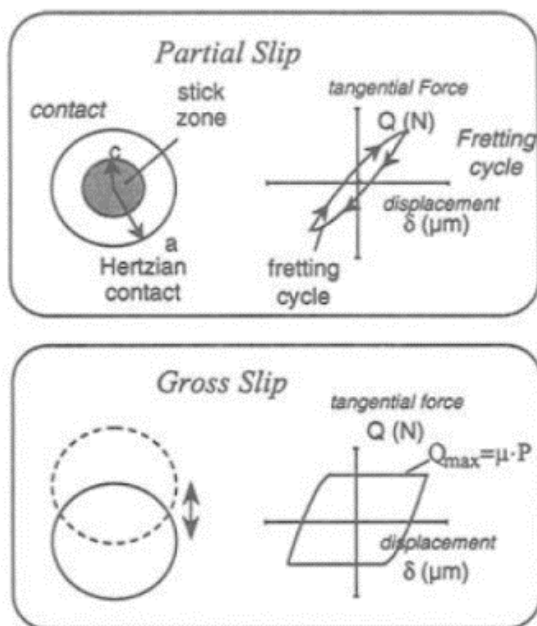 Partial Slip
contact
stick
zone
c
a
Hertzian
contact
tangential Force
Q (N)
Fretting
cycle
displacement
δ (μm)
fretting
cycle
Gross Slip
tangential force
Q (N)
Qmax=μ·P
displacement
δ (μm)